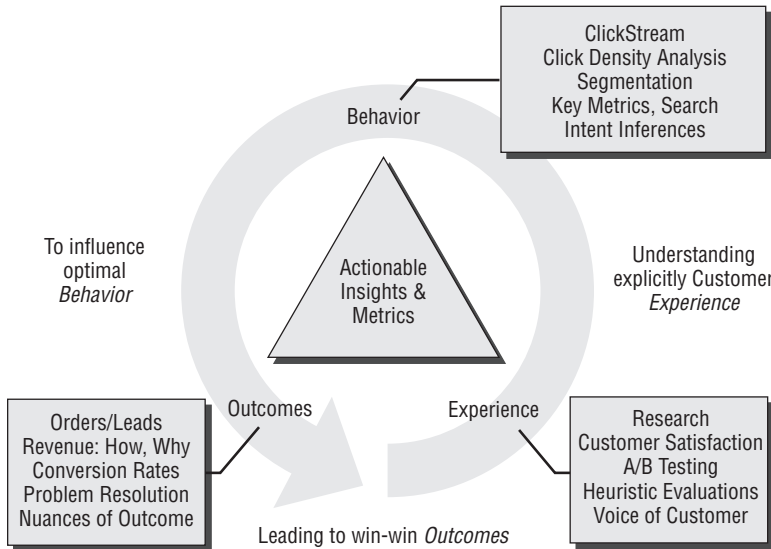 ClickStream
Click Density Analysis
Segmentation
Key Metrics, Search
Intent Inferences
Behavior
To influence
optimal
Behavior
Actionable
Insights &
Metrics
Understanding
explicitly Customer
Experience
Outcomes
Experience
Orders/Leads
Revenue: How, Why
Conversion Rates
Problem Resolution
Nuances of Outcome
Research
Customer Satisfaction
A/B Testing
Heuristic Evaluations
Voice of Customer
Leading to win-win Outcomes